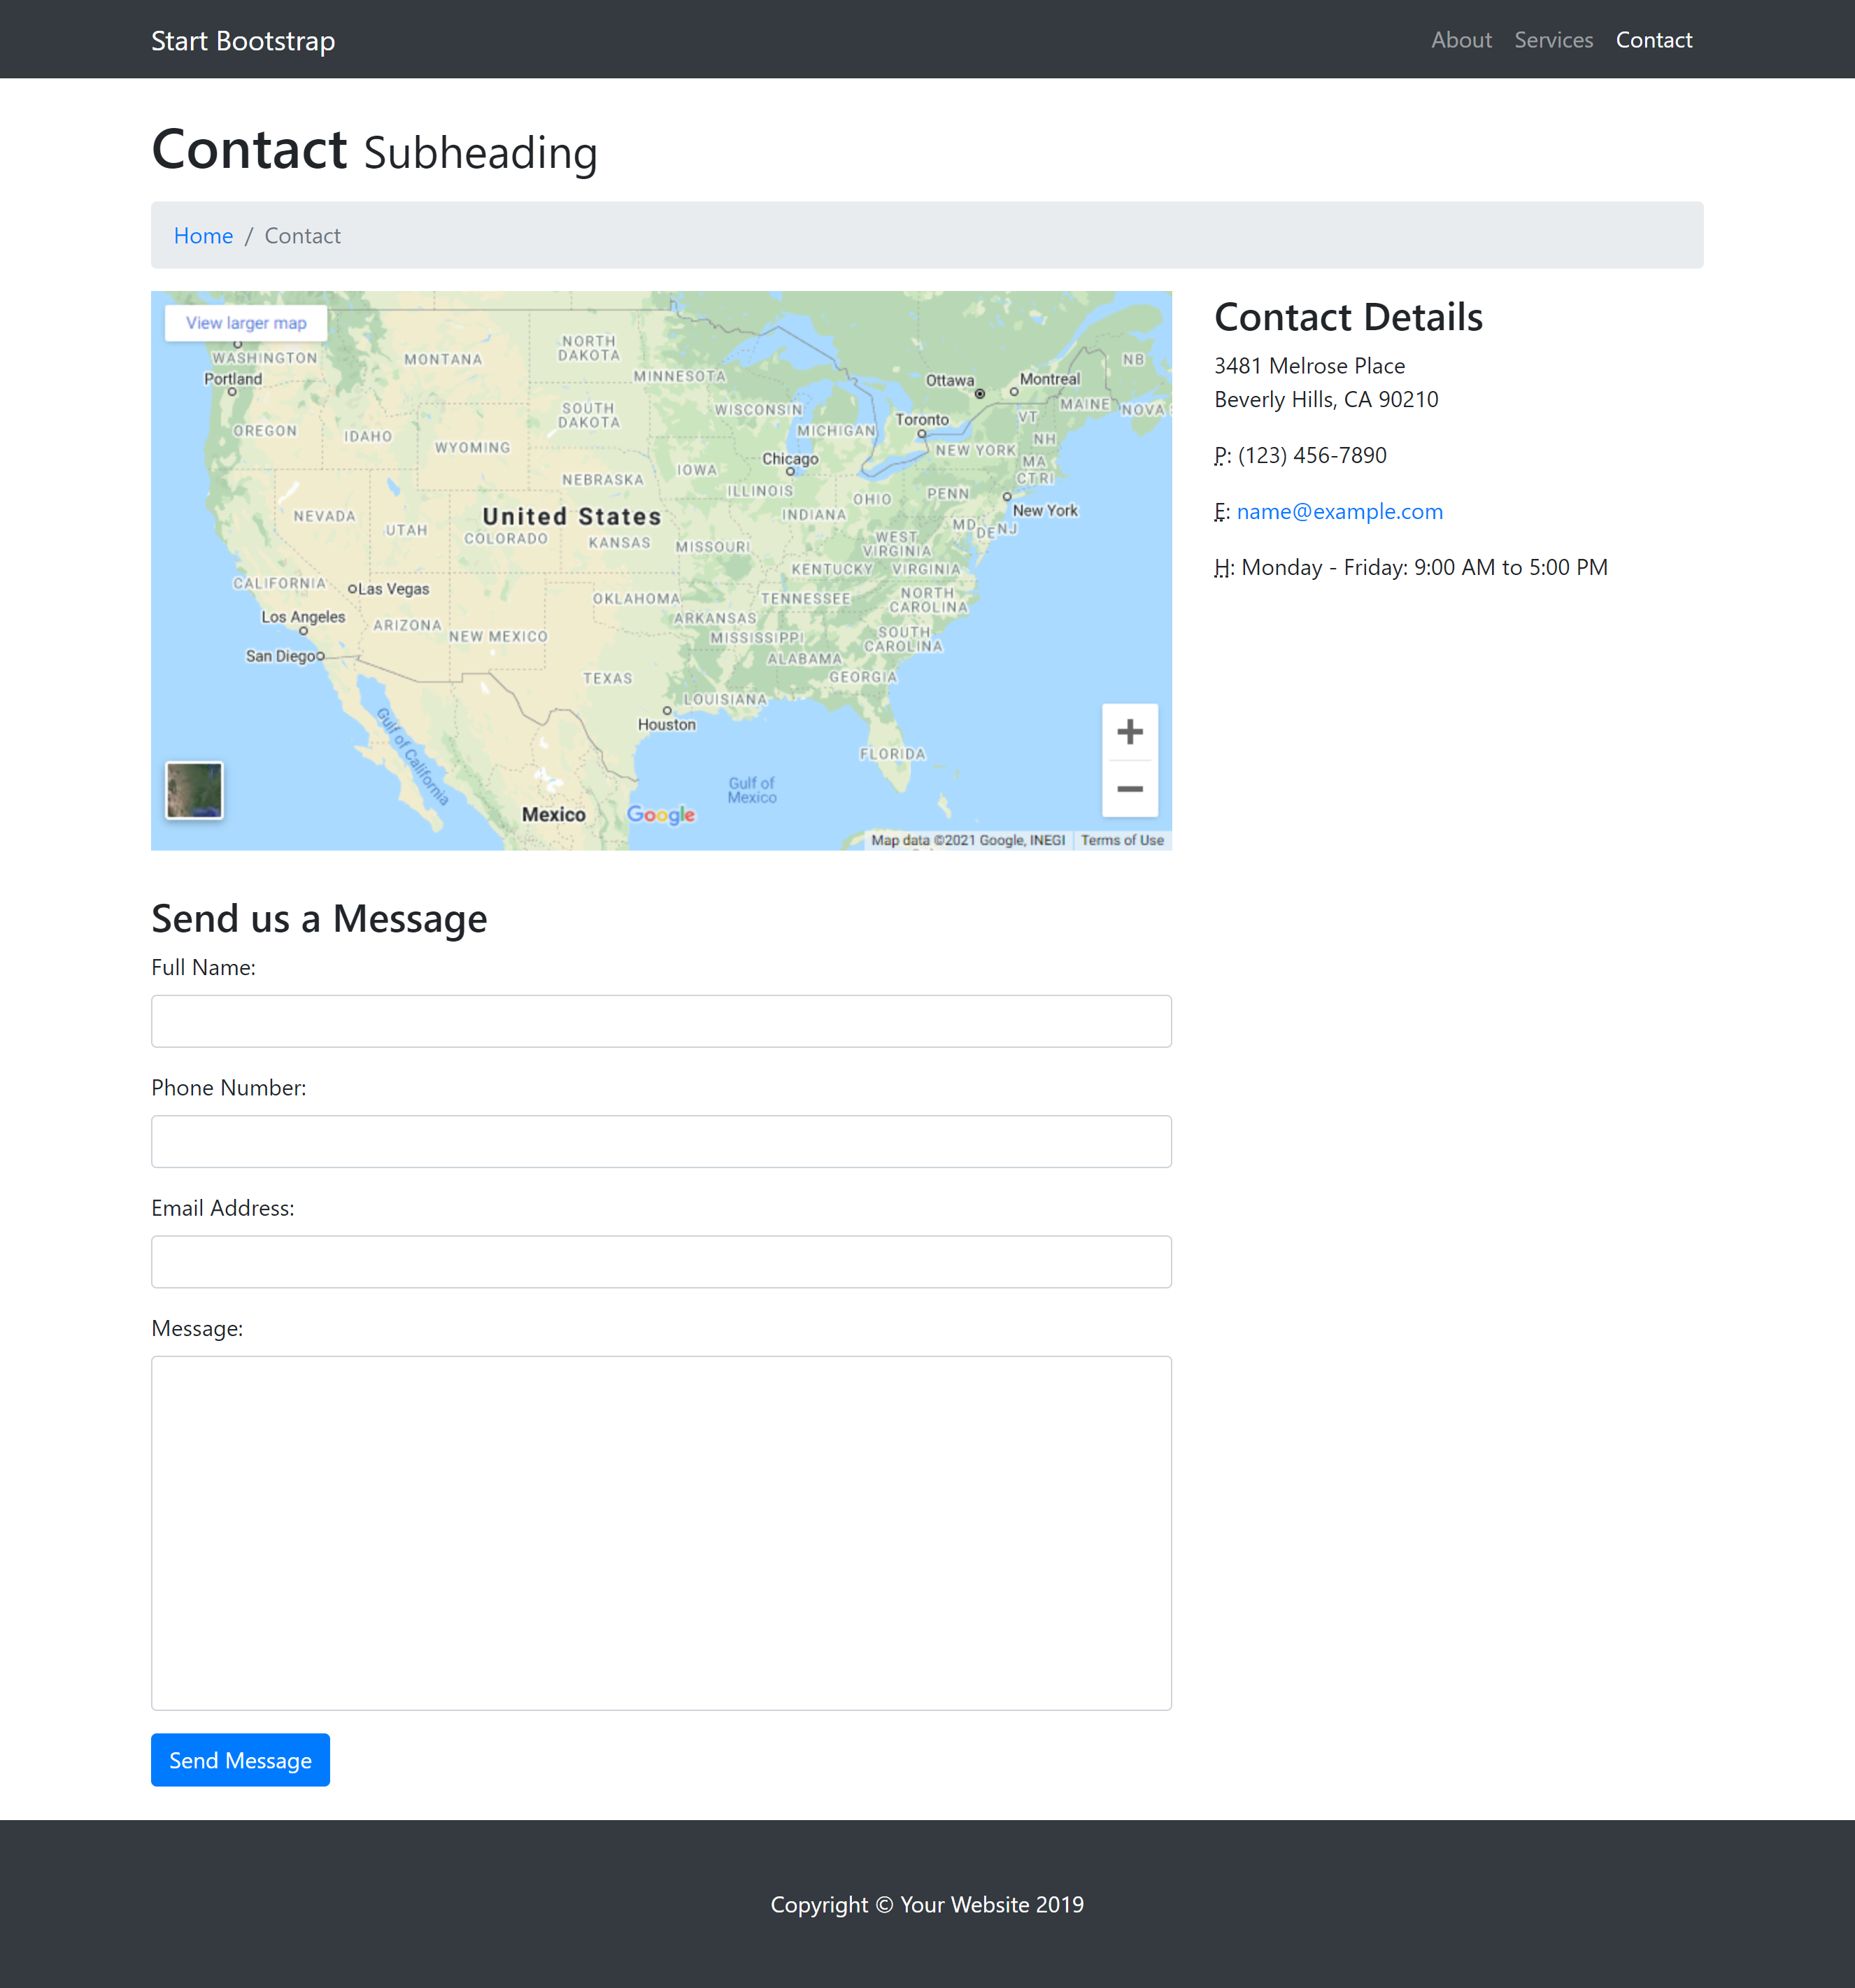 Start Bootstrap
About Services Contact
Contact Subheading
Home / Contact
View larger map
WASHINGTON
MONTANA
NORTH
DAKOTA
MINNESOTA
NB
Portland
Ottawa
Montreal
SOUTH
DAKOTA
WISCONSIN
MICHIGAN
Toronto
VT
MAINE
NOVA
OREGON
IDAHO
WYOMING
NH
NEW YORK
MA
CT RI
Chicago
IOWA
NEBRASKA
ILLINOIS
OHIO
PENN
INDIANA
New York
NEVADA
UTAH
United States
COLORADO
KANSAS
MISSOURI
MD
DE NJ
WEST
VIRGINIA
KENTUCKY
VIRGINIA
CALIFORNIA
Las Vegas
OKLAHOMA
TENNESSEE
NORTH
CAROLINA
Los Angeles
ARIZONA
NEW MEXICO
ARKANSAS
MISSISSIPPI
SOUTH
CAROLINA
San Diego
ALABAMA
TEXAS
GEORGIA
LOUISIANA
Houston
Gulf of California
FLORIDA
Gulf of
Mexico
Mexico
Google
Map data ©2021 Google, INEGI Terms of Use
Contact Details
3481 Melrose Place
Beverly Hills, CA 90210
P: (123) 456-7890
E: name@example.com
H: Monday - Friday: 9:00 AM to 5:00 PM
Send us a Message
Full Name:
Phone Number:
Email Address:
Message:
Send Message
Copyright © Your Website 2019